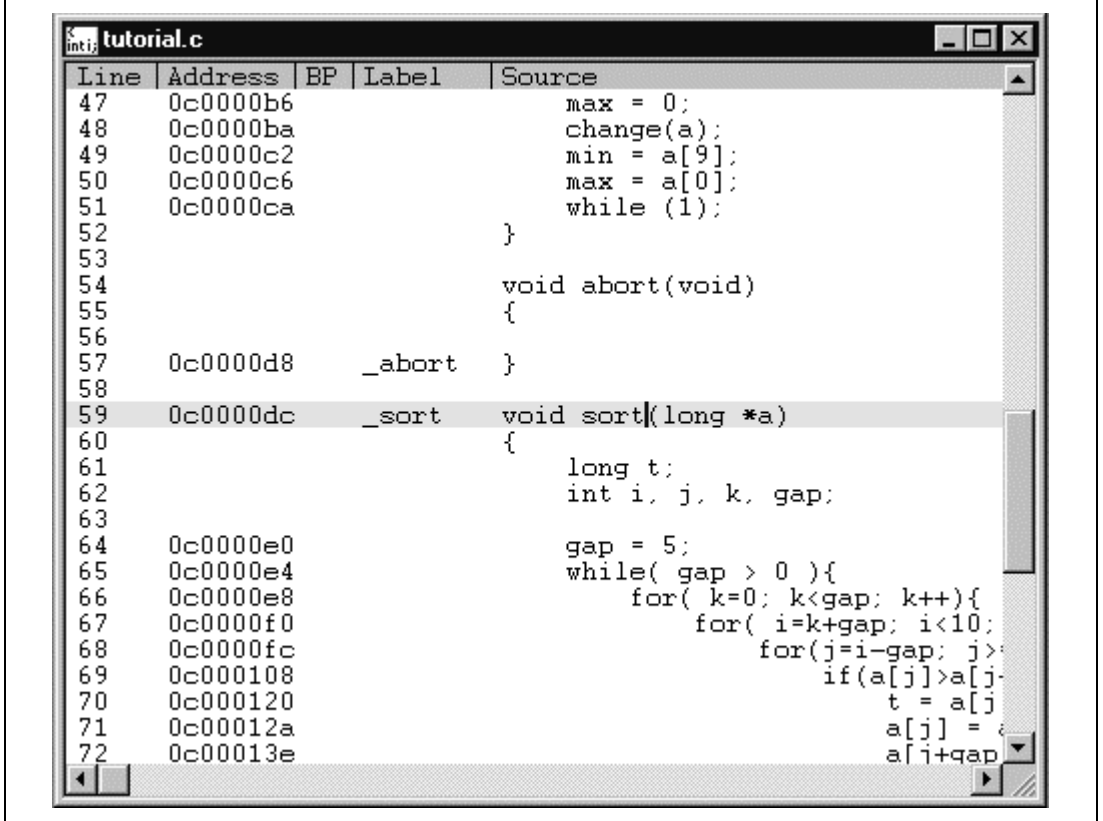 int i; tutorial.c
Line Address BP Label Source
47 0c0000b6 max = 0;
48 0c0000ba change(a);
49 0c0000c2 min = a[9];
50 0c0000c6 max = a[0];
51 0c0000ca while (1);
52 }
53
54 void abort(void)
55 {
56
57 0c0000d8 _abort }
58
59 0c0000dc _sort void sort(long *a)
60 {
61 long t;
62 int i, j, k, gap;
63
64 0c0000e0 gap = 5;
65 0c0000e4 while( gap > 0 ){
66 0c0000e8 for( k=0; k<gap; k++){
67 0c0000f0 for( i=k+gap; i<10;
68 0c0000fc for(j=i-gap; j>
69 0c000108 if(a[j]>a[j
70 0c000120 t = a[j
71 0c00012a a[j] =
72 0c00013e a[j+gap